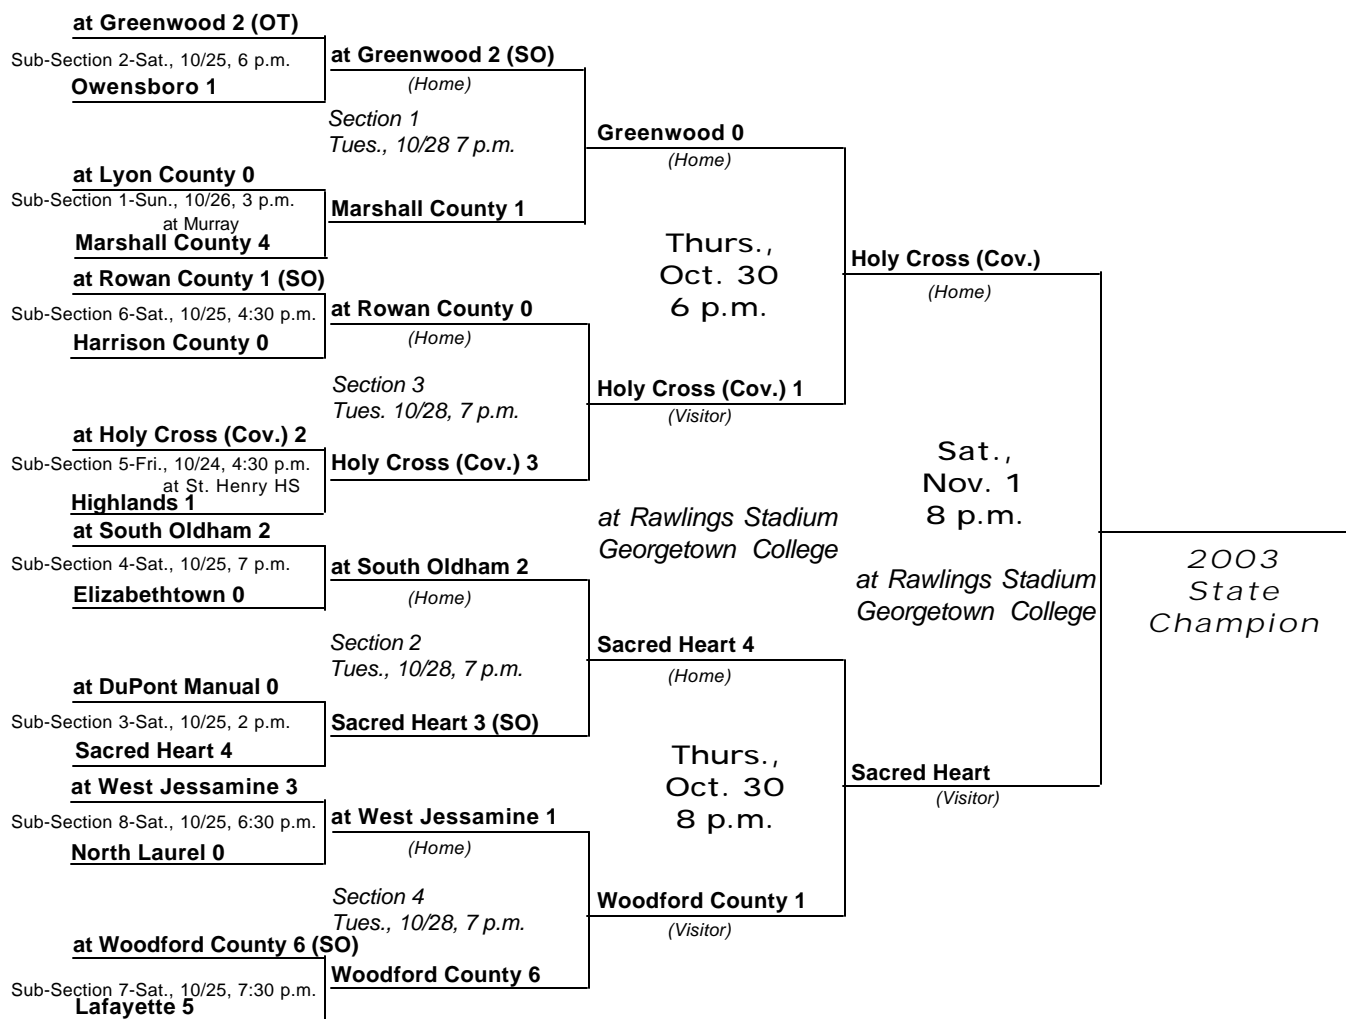 at Greenwood 2 (OT)
Sub-Section 2-Sat., 10/25, 6 p.m.
Owensboro 1
at Lyon County 0
Sub-Section 1-Sun., 10/26, 3 p.m.
at Murray
Marshall County 4
at Rowan County 1 (SO)
Sub-Section 6-Sat., 10/25, 4:30 p.m.
Harrison County 0
at Holy Cross (Cov.) 2
Sub-Section 5-Fri., 10/24, 4:30 p.m.
at St. Henry HS
Highlands 1
at South Oldham 2
Sub-Section 4-Sat., 10/25, 7 p.m.
Elizabethtown 0
at DuPont Manual 0
Sub-Section 3-Sat., 10/25, 2 p.m.
Sacred Heart 4
at West Jessamine 3
Sub-Section 8-Sat., 10/25, 6:30 p.m.
North Laurel 0
at Woodford County 6 (SO)
Sub-Section 7-Sat., 10/25, 7:30 p.m.
Lafayette 5
at Greenwood 2 (SO)
(Home)
Section 1
Tues., 10/28 7 p.m.
Marshall County 1
at Rowan County 0
(Home)
Section 3
Tues. 10/28, 7 p.m.
Holy Cross (Cov.) 3
at South Oldham 2
(Home)
Section 2
Tues., 10/28, 7 p.m.
Sacred Heart 3 (SO)
at West Jessamine 1
(Home)
Section 4
Tues., 10/28, 7 p.m.
Woodford County 6
Greenwood 0
(Home)
Thurs.,
Oct. 30
6 p.m.
Holy Cross (Cov.) 1
(Visitor)
at Rawlings Stadium
Georgetown College
Sacred Heart 4
(Home)
Thurs.,
Oct. 30
8 p.m.
Woodford County 1
(Visitor)
Holy Cross (Cov.)
(Home)
Sat.,
Nov. 1
8 p.m.
at Rawlings Stadium
Georgetown College
Sacred Heart
(Visitor)
2003
State
Champion